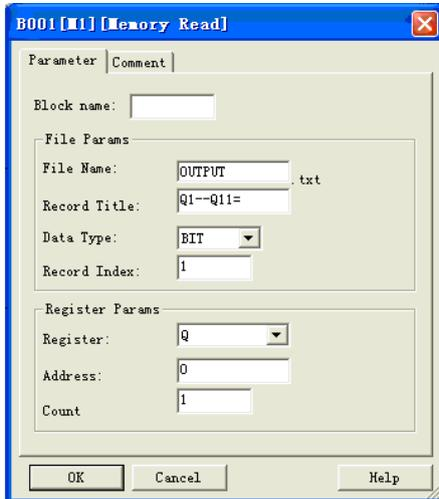 B001[M1][Memory Read]
Parameter Comment
Block name:
File Params
File Name: OUTPUT .txt
Record Title: Q1--Q11=
Data Type: BIT
Record Index: 1
Register Params
Register: Q
Address: 0
Count 1
OK Cancel Help